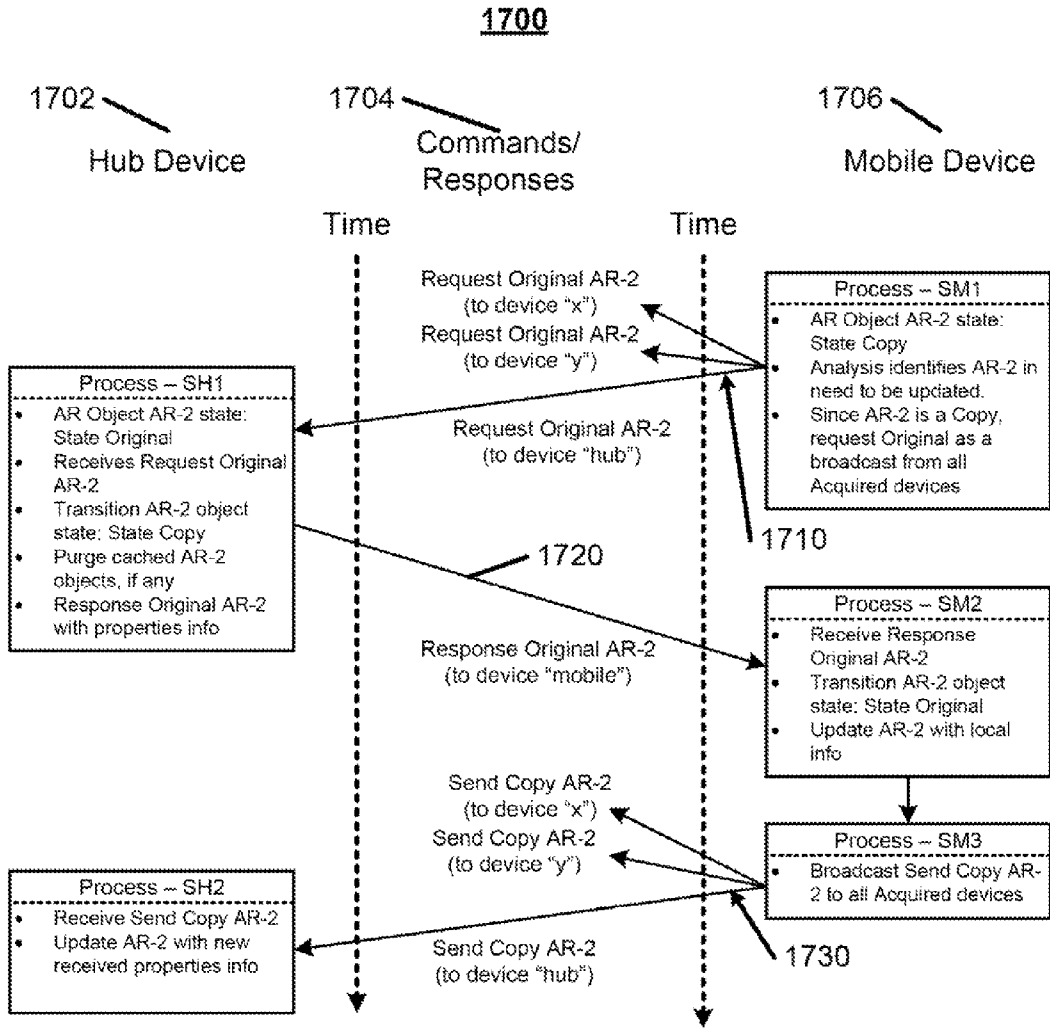 1700
1702
Hub Device
1704
Commands/
Responses
1706
Mobile Device
Time
Time
Request Original AR-2
(to device "x")
Request Original AR-2
(to device "y")
Request Original AR-2
(to device "hub")
1710
Process – SM1
• AR Object AR-2 state:
State Copy
• Analysis identifies AR-2 in
need to be updated.
• Since AR-2 is a Copy,
request Original as a
broadcast from all
Acquired devices
Process – SH1
• AR Object AR-2 state:
State Original
• Receives Request Original
AR-2
• Transition AR-2 object
state: State Copy
• Purge cached AR-2
objects, if any
• Response Original AR-2
with properties info
1720
Response Original AR-2
(to device "mobile")
Process – SM2
• Receive Response
Original AR-2
• Transition AR-2 object
state: State Original
• Update AR-2 with local
info
Send Copy AR-2
(to device "x")
Send Copy AR-2
(to device "y")
Send Copy AR-2
(to device "hub")
1730
Process – SM3
• Broadcast Send Copy AR-
2 to all Acquired devices
Process – SH2
• Receive Send Copy AR-2
• Update AR-2 with new
received properties info